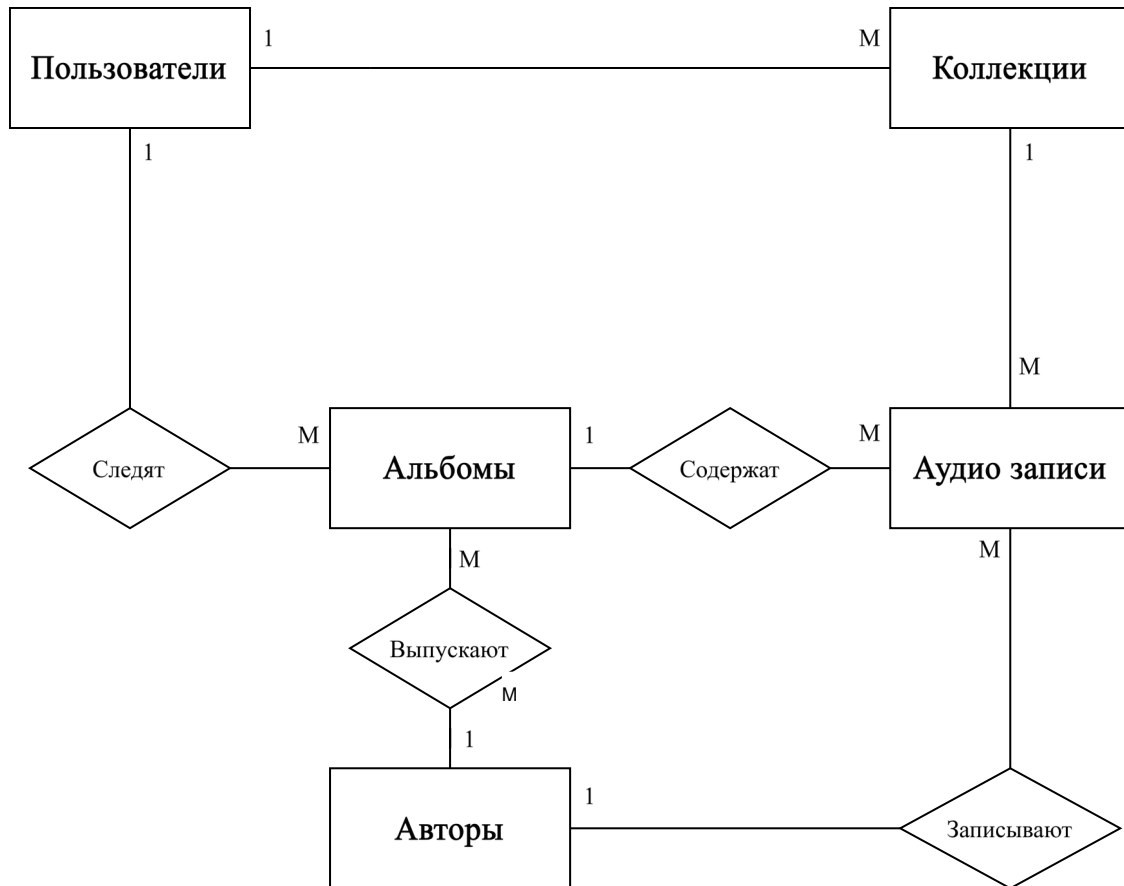 1
М
Пользователи
Коллекции
1
1
М
М
1
М
Следят
Альбомы
Содержат
Аудио записи
М
М
Выпускают
М
1
1
Авторы
Записывают